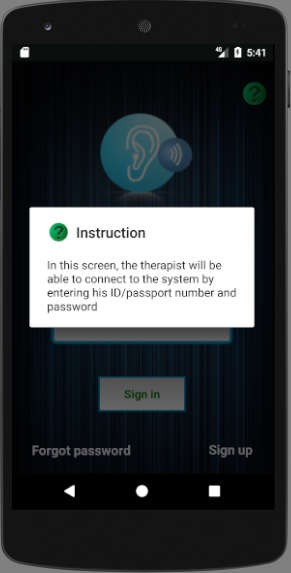 4G 5:41
?
? Instruction
In this screen, the therapist will be
able to connect to the system by
entering his ID/passport number and
password
Sign in
Forgot password Sign up